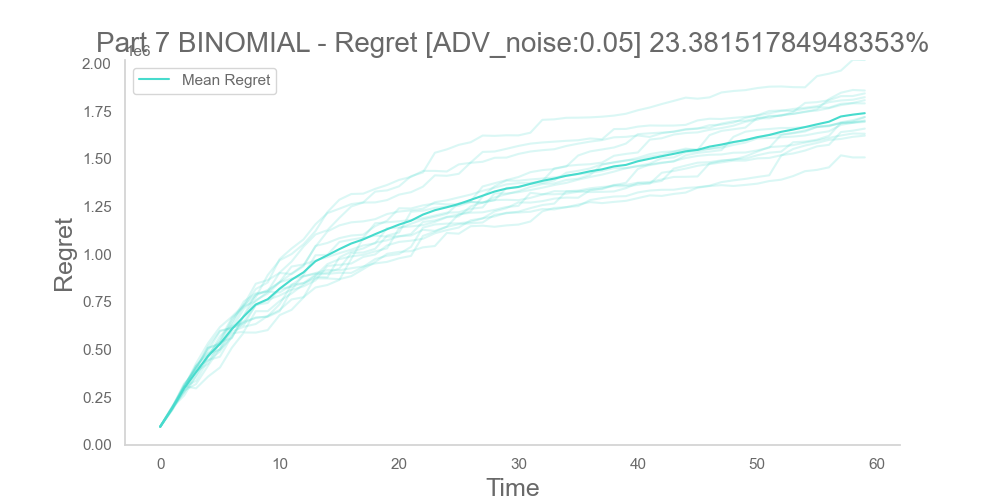 Part 7 BINOMIAL - Regret [ADV_noise:0.05] 23.38151784948353%
1e6
2.00
Mean Regret
1.75
1.50
1.25
1.00
Regret
0.75
0.50
0.25
0.00
0 10 20 30 40 50 60
Time